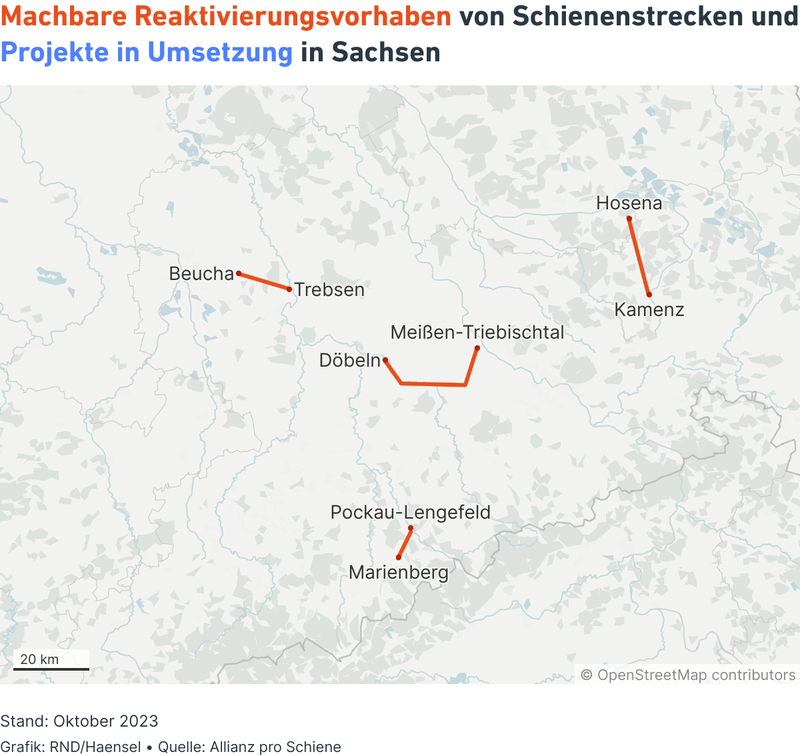 Machbare Reaktivierungsvorhaben von Schienenstrecken und
Projekte in Umsetzung in Sachsen
Hosena
Beucha
Trebsen
Kamenz
Meißen-Triebischtal
Döbeln
Pockau-Lengefeld
Marienberg
20 km
© OpenStreetMap contributors
Stand: Oktober 2023
Grafik: RND/Haensel • Quelle: Allianz pro Schiene